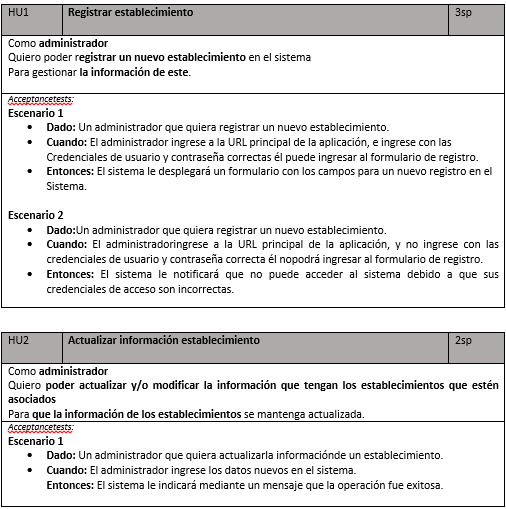 HU1 Registrar establecimiento 3sp
Como administrador
Quiero poder registrar un nuevo establecimiento en el sistema
Para gestionar la información de este.
Acceptancetests:
Escenario 1
• Dado: Un administrador que quiera registrar un nuevo establecimiento.
• Cuando: El administrador ingrese a la URL principal de la aplicación, e ingrese con las
Credenciales de usuario y contraseña correctas él puede ingresar al formulario de registro.
• Entonces: El sistema le desplegará un formulario con los campos para un nuevo registro en el
Sistema.
Escenario 2
• Dado:Un administrador que quiera registrar un nuevo establecimiento.
• Cuando: El administradoringrese a la URL principal de la aplicación, y no ingrese con las
credenciales de usuario y contraseña correcta él nopodrá ingresar al formulario de registro.
• Entonces: El sistema le notificará que no puede acceder al sistema debido a que sus
credenciales de acceso son incorrectas.
HU2 Actualizar información establecimiento 2sp
Como administrador
Quiero poder actualizar y/o modificar la información que tengan los establecimientos que estén
asociados
Para que la información de los establecimientos se mantenga actualizada.
Acceptancetests:
Escenario 1
• Dado: Un administrador que quiera actualizarla informaciónde un establecimiento.
• Cuando: El administrador ingrese los datos nuevos en el sistema.
Entonces: El sistema le indicará mediante un mensaje que la operación fue exitosa.